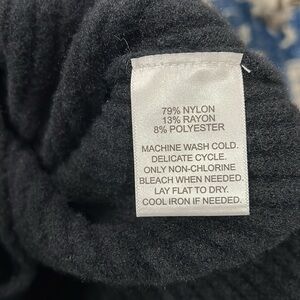 79% NYLON
13% RAYON
8% POLYESTER
MACHINE WASH COLD.
DELICATE CYCLE.
ONLY NON-CHLORINE
BLEACH WHEN NEEDED.
LAY FLAT TO DRY.
COOL IRON IF NEEDED.